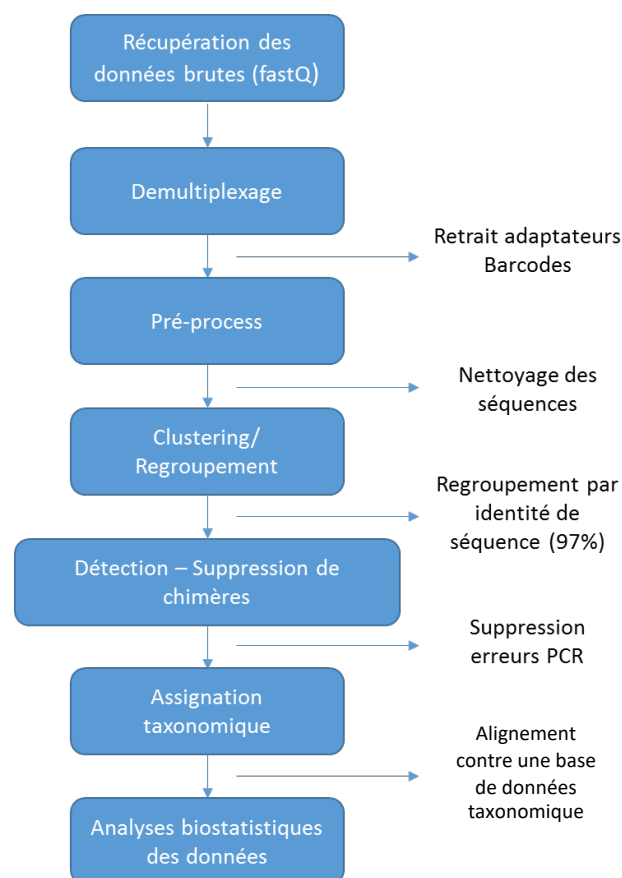 Récupération des
données brutes (fastQ)
Demultiplexage
Retrait adaptateurs
Barcodes
Pré-process
Nettoyage des
séquences
Clustering/
Regroupement
Regroupement par
identité de
séquence (97%)
Détection – Suppression de
chimères
Suppression
erreurs PCR
Assignation
taxonomique
Alignement
contre une base
de données
taxonomique
Analyses biostatistiques
des données